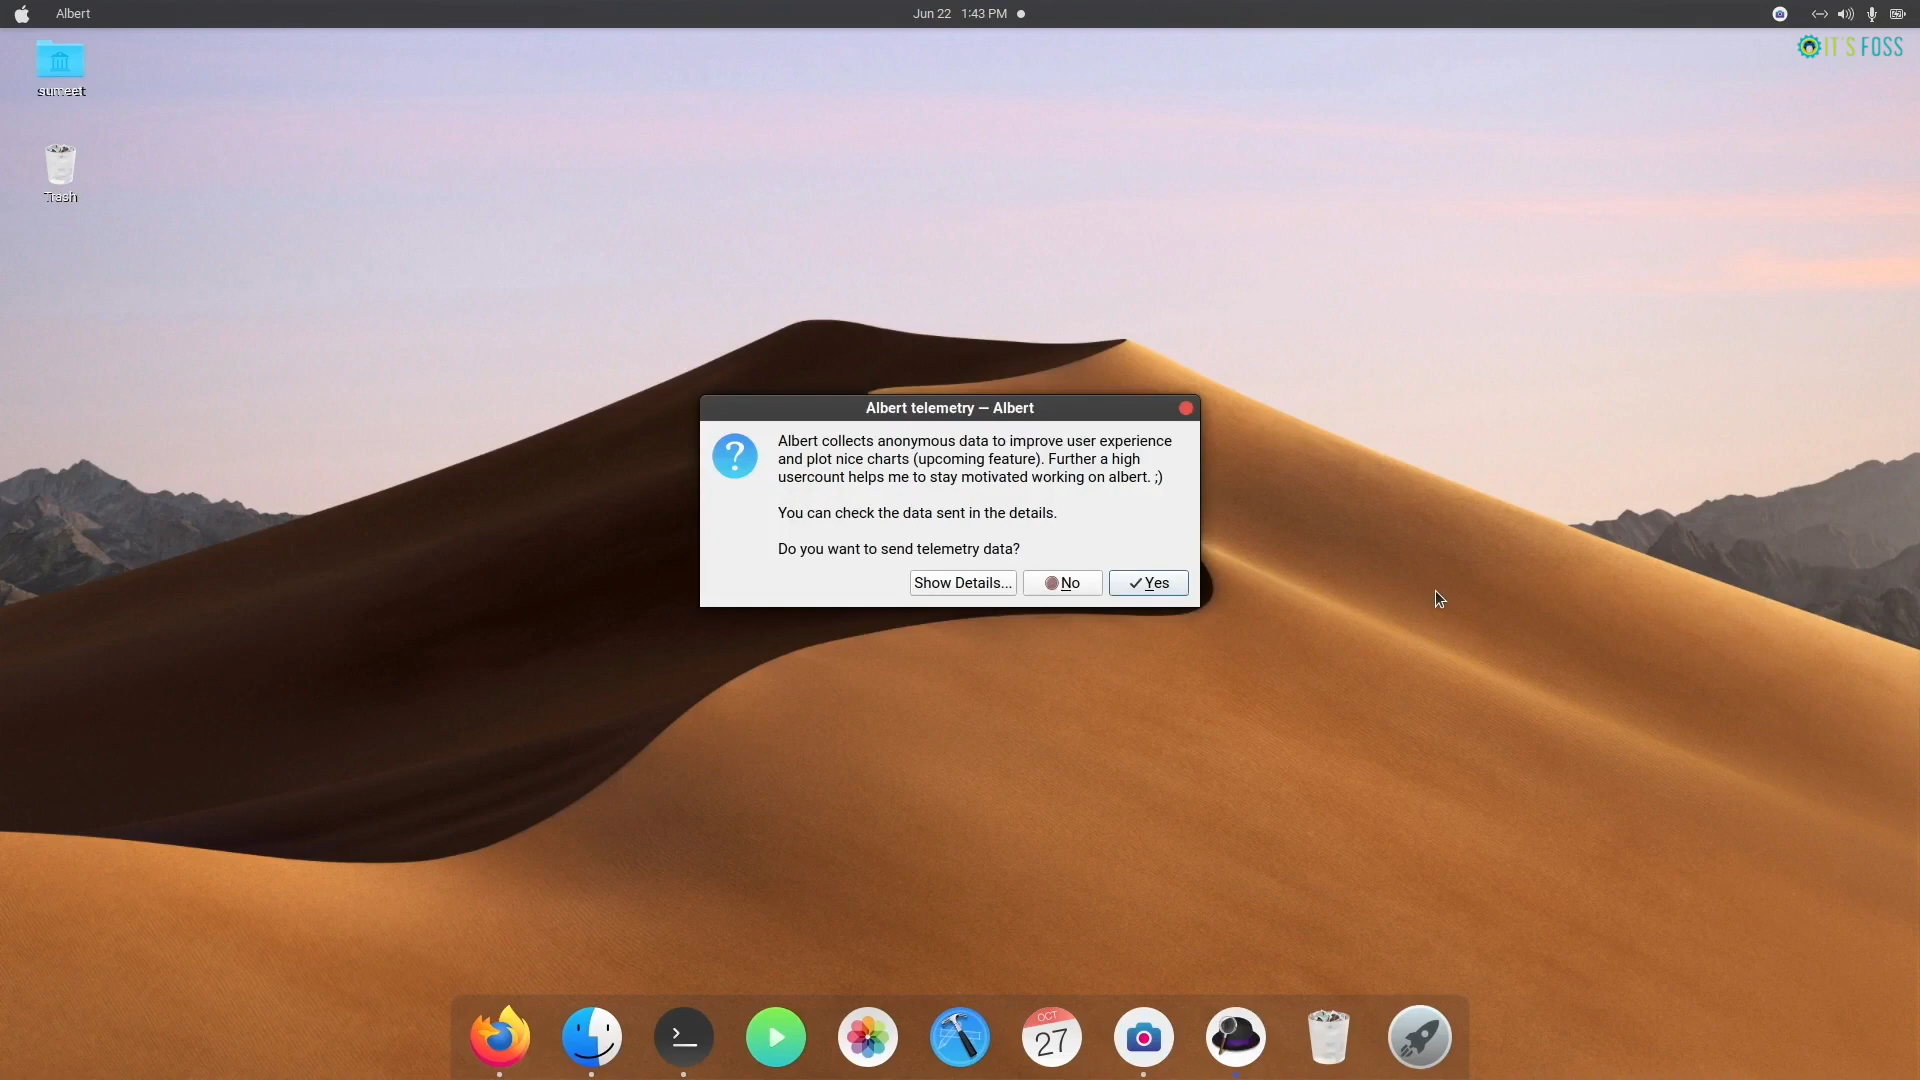 Albert
Jun 22 1:43 PM
IT'S FOSS
sumeet
Trash
Albert telemetry — Albert
Albert collects anonymous data to improve user experience
and plot nice charts (upcoming feature). Further a high
usercount helps me to stay motivated working on albert. ;)
You can check the data sent in the details.
Do you want to send telemetry data?
Show Details...
No
Yes
OCT
27